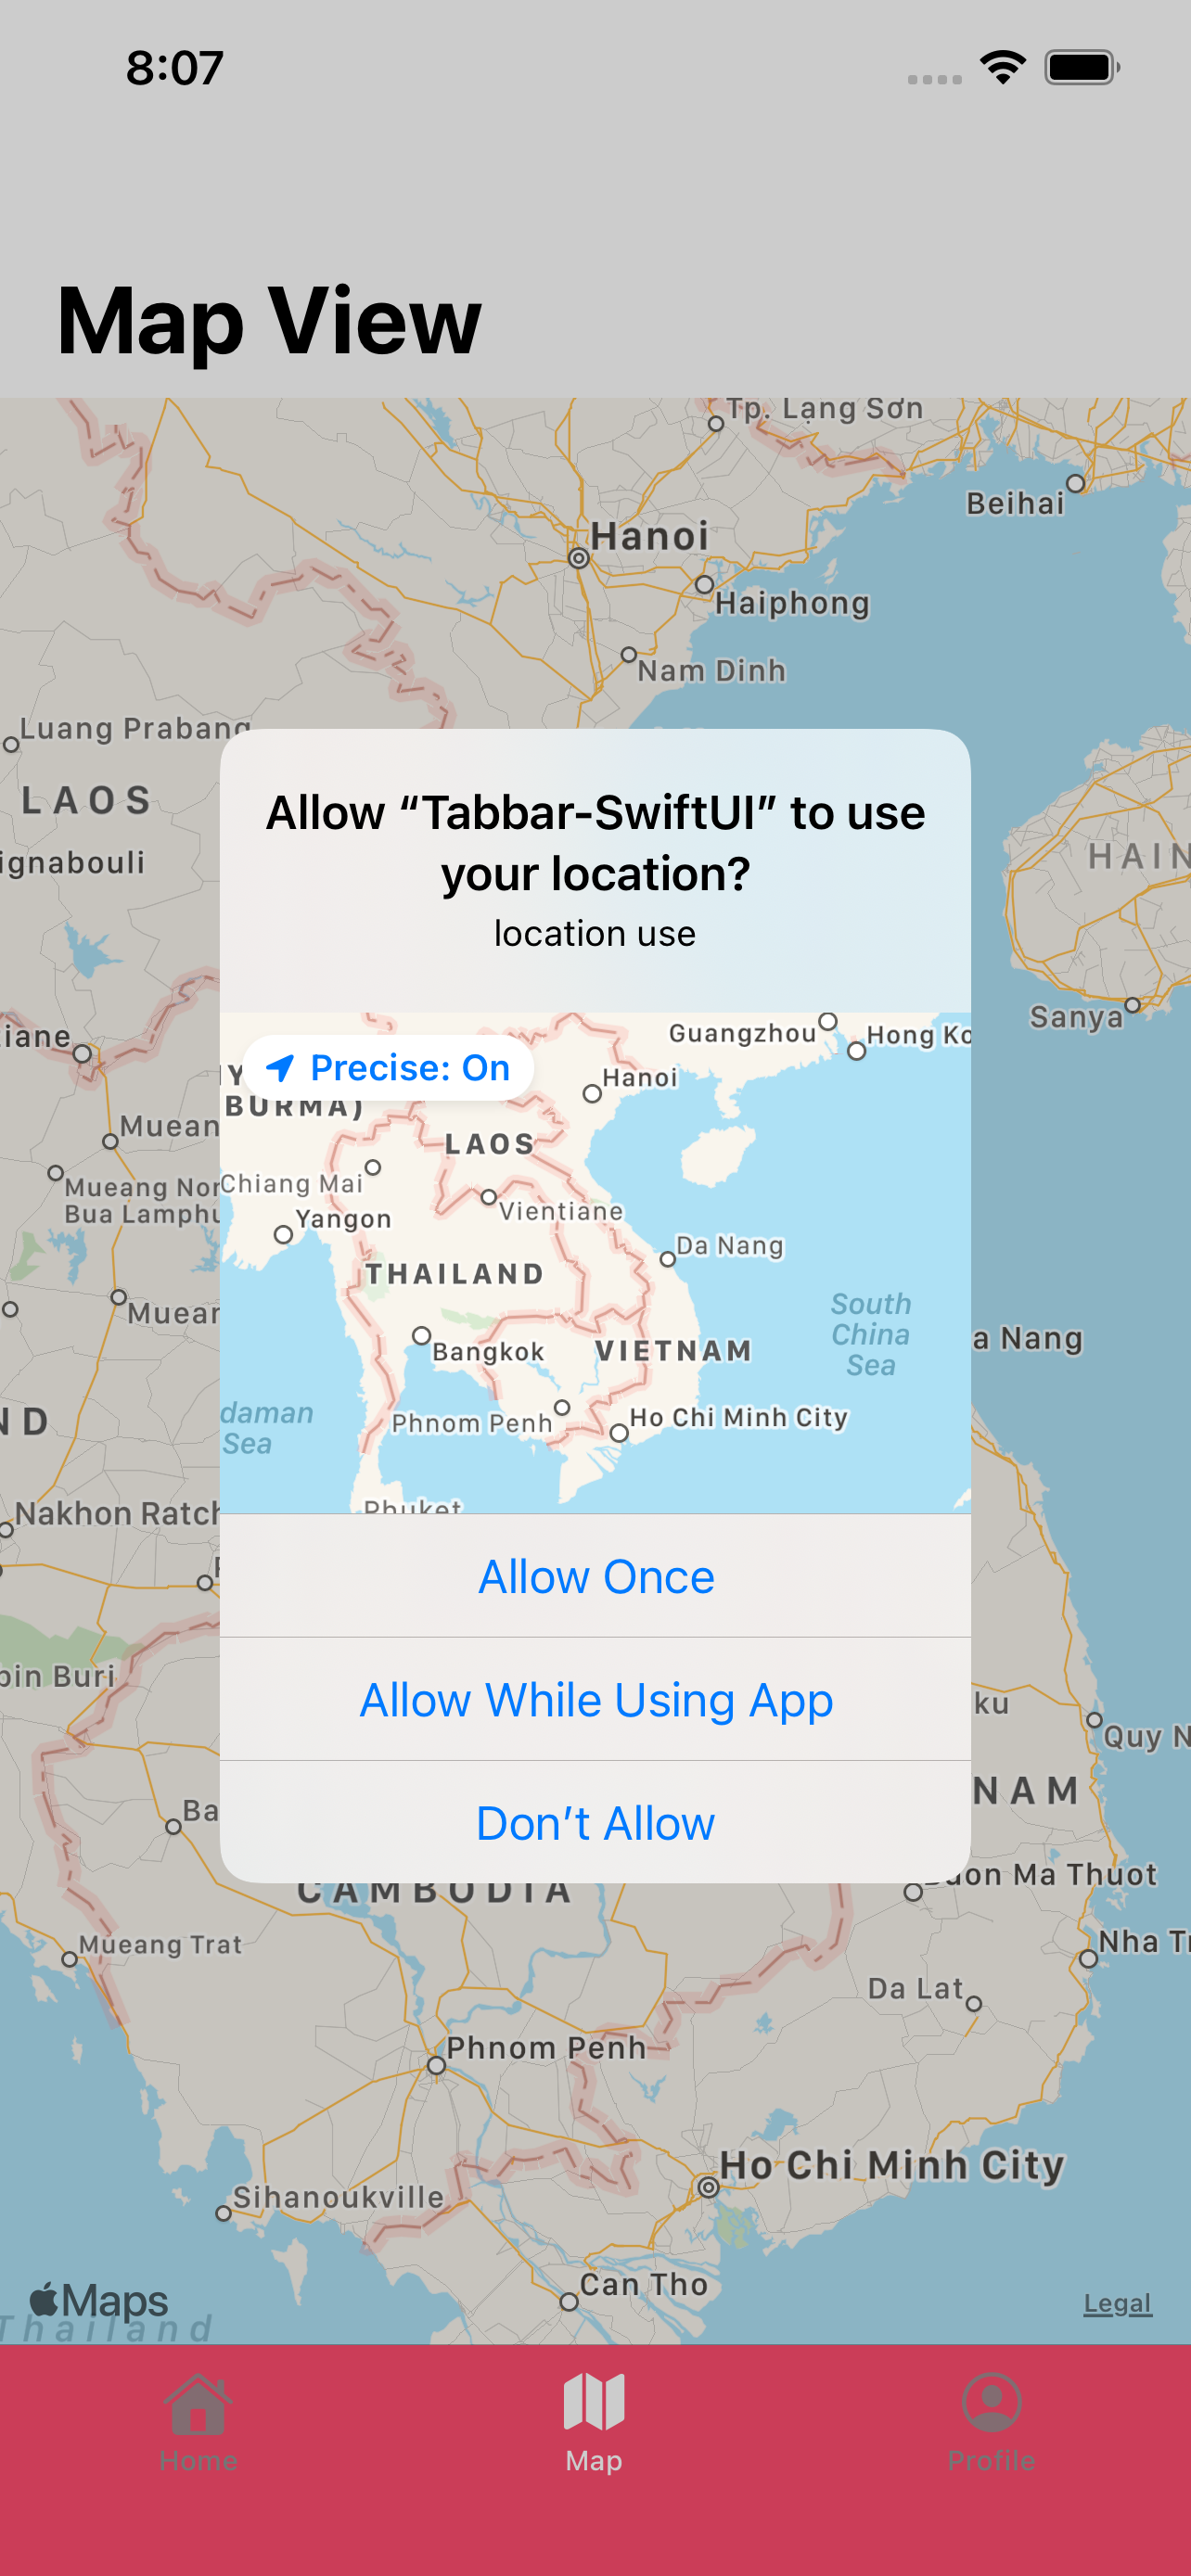 8:07
Map View
Tp. Lạng Sơn
Beihai
Hanoi
Haiphong
Nam Dinh
Luang Prabang
LAOS
ignabouli
HAIN
Sanya
iane
Muean
Mueang Nor
Bua Lamphu
Muear
ND
Nakhon Ratch
bin Buri
Ba
Allow “Tabbar-SwiftUI” to use
your location?
location use
Precise: On
BURMA)
Guangzhou
Hong Ko
Hanoi
LAOS
Chiang Mai
Vientiane
Yangon
Da Nang
THAILAND
South
China
Sea
Bangkok
VIETNAM
daman
Sea
Phnom Penh
Ho Chi Minh City
Phuket
Allow Once
Allow While Using App
Don’t Allow
a Nang
ku
Quy N
NAM
uon Ma Thuot
CAMBODIA
Mueang Trat
Nha Tr
Da Lat
Phnom Penh
Ho Chi Minh City
Sihanoukville
Can Tho
Maps
Legal
Thailand
Home
Map
Profile